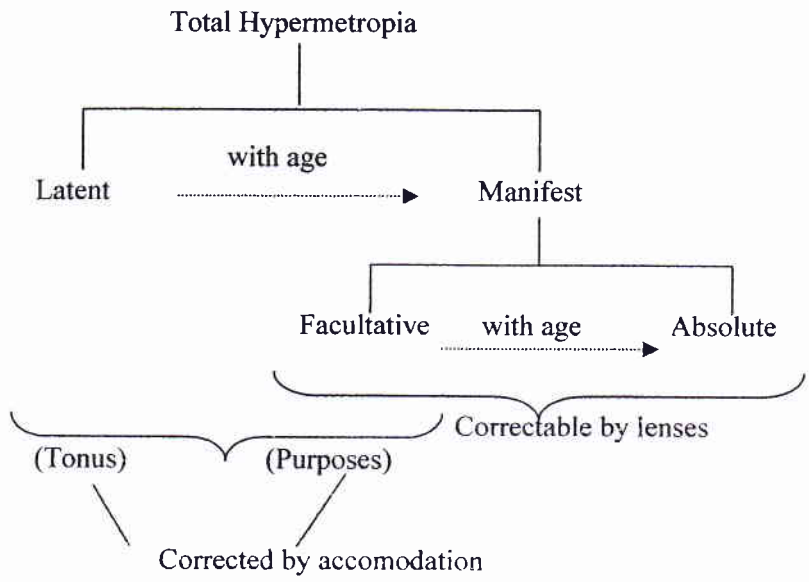 Total Hypermetropia
with age
Latent
Manifest
Facultative
with age
Absolute
Correctable by lenses
(Tonus)
(Purposes)
Corrected by accomodation